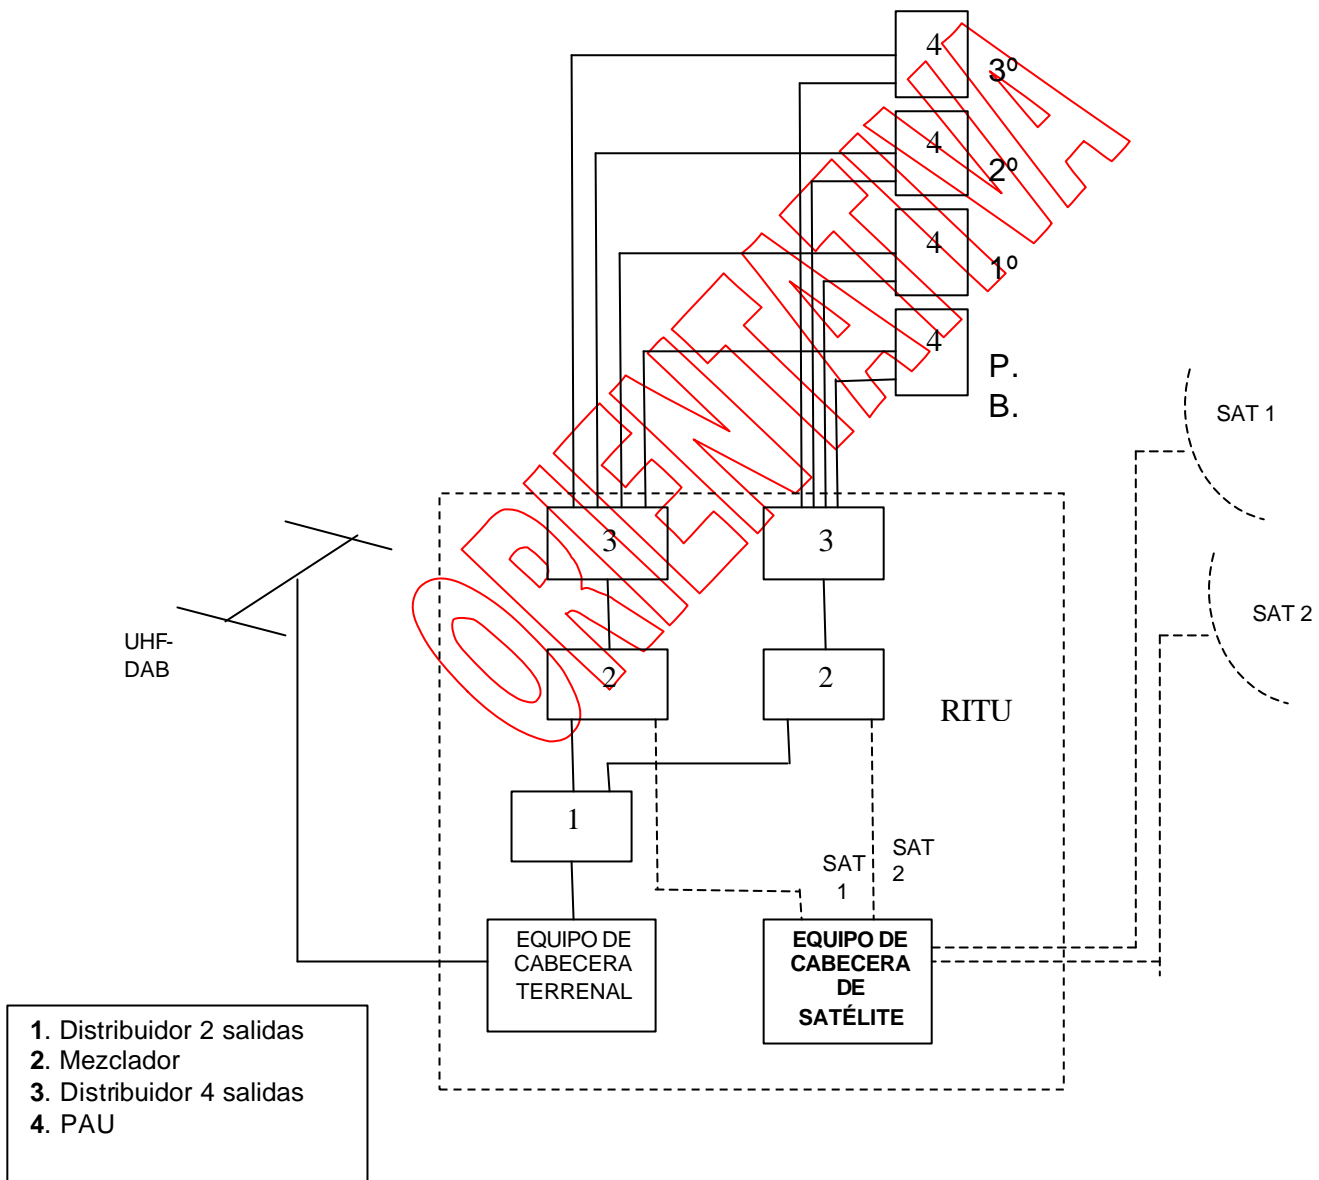 4
3º
4
2º
4
1º
4
P.
B.
SAT 1
SAT 2
UHF-
DAB
3
3
2
2
RITU
1
SAT
1
SAT
2
EQUIPO DE
CABECERA
TERRENAL
EQUIPO DE
CABECERA
DE
SATÉLITE
1. Distribuidor 2 salidas
2. Mezclador
3. Distribuidor 4 salidas
4. PAU
ORIENTATIVA